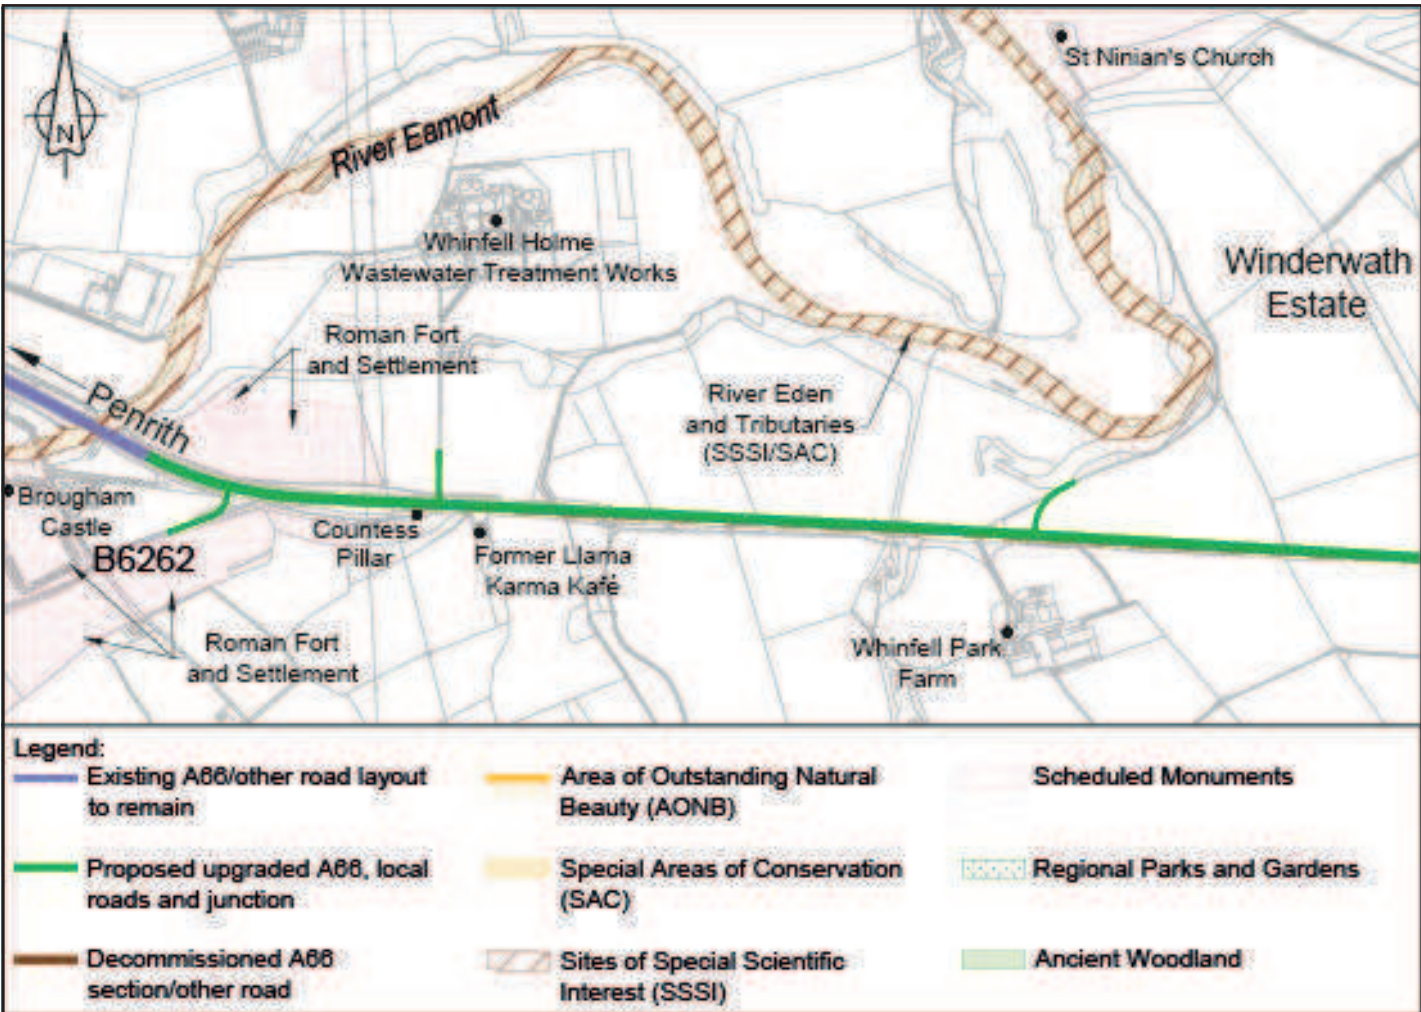 St Ninian's Church
N
River Eamont
Whinfell Holme
Wastewater Treatment Works
Winderwath
Estate
Roman Fort
and Settlement
Penrith
River Eden
and Tributaries
(SSSI/SAC)
Brougham
Castle
B6262
Countess
Pillar
Former Llama
Karma Kafé
Roman Fort
and Settlement
Whinfell Park
Farm
Legend:
Existing A66/other road layout
to remain
Proposed upgraded A66, local
roads and junction
Decommissioned A66
section/other road
Area of Outstanding Natural
Beauty (AONB)
Special Areas of Conservation
(SAC)
Sites of Special Scientific
Interest (SSSI)
Scheduled Monuments
Regional Parks and Gardens
Ancient Woodland